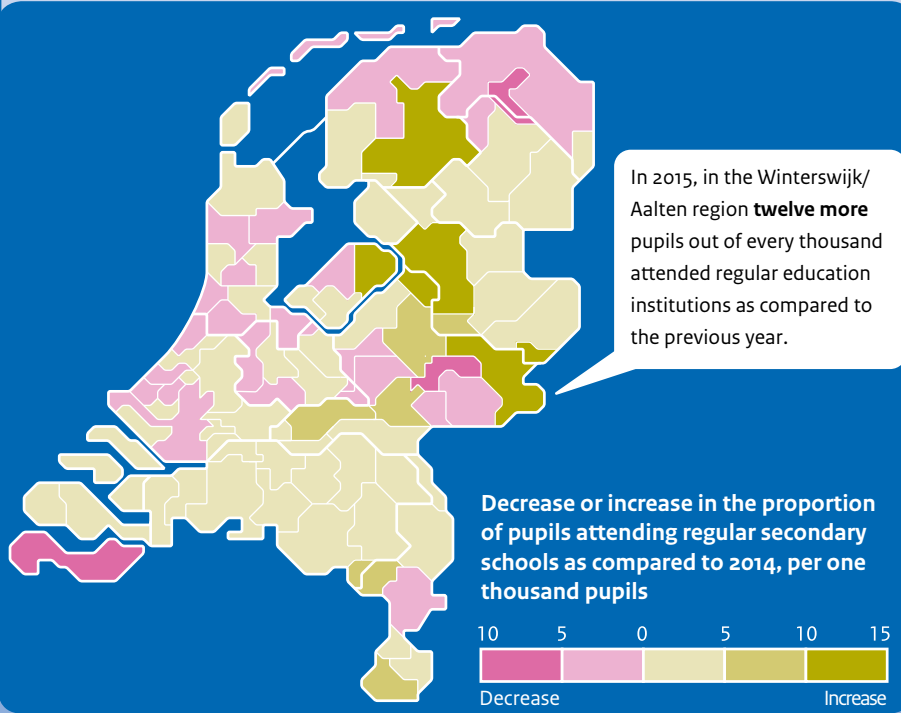 In 2015, in the Winterswijk/
Aalten region twelve more
pupils out of every thousand
attended regular education
institutions as compared to
the previous year.
Decrease or increase in the proportion
of pupils attending regular secondary
schools as compared to 2014, per one
thousand pupils
10 5 0 5 10 15
Decrease Increase